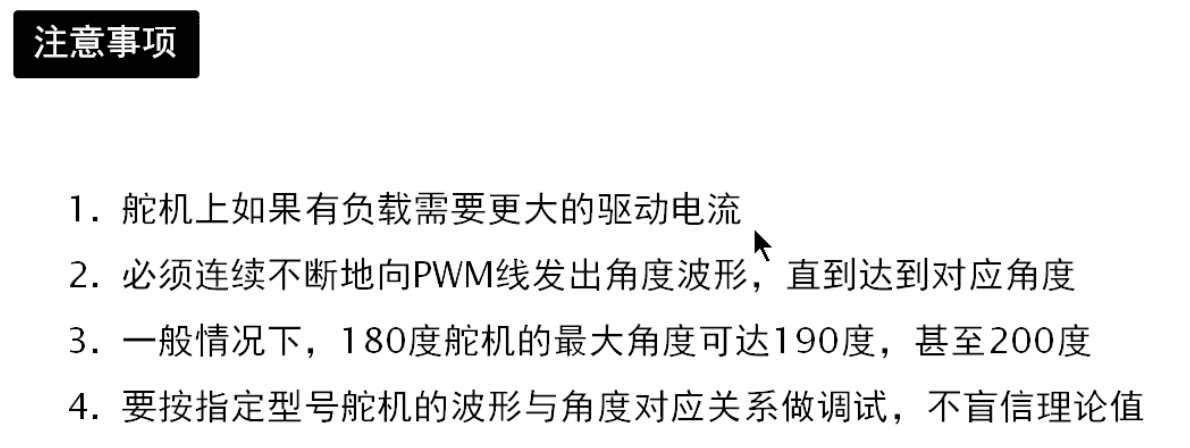 注意事项
1. 舵机上如果有负载需要更大的驱动电流
2. 必须连续不断地向PWM线发出角度波形，直到达到对应角度
3. 一般情况下，180度舵机的最大角度可达190度，甚至200度
4. 要按指定型号舵机的波形与角度对应关系做调试，不盲信理论值